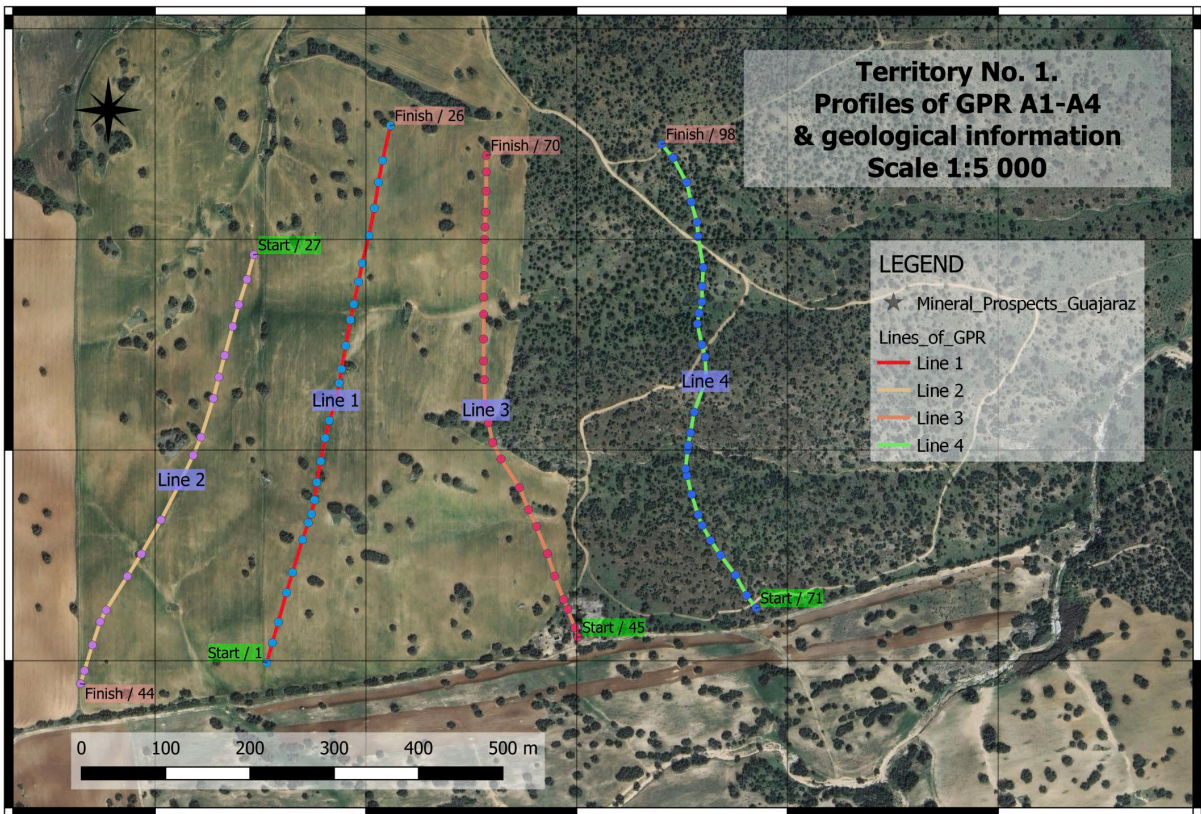 Territory No. 1.
Profiles of GPR A1-A4
& geological information
Scale 1:5 000
Finish / 26
Finish / 70
Finish / 98
Start / 27
LEGEND
Mineral_Prospects_Guajaraz
Lines_of_GPR
Line 1
Line 2
Line 3
Line 4
Line 4
Line 1
Line 3
Line 2
Start / 71
Start / 45
Start / 1
Finish / 44
0 100 200 300 400 500 m